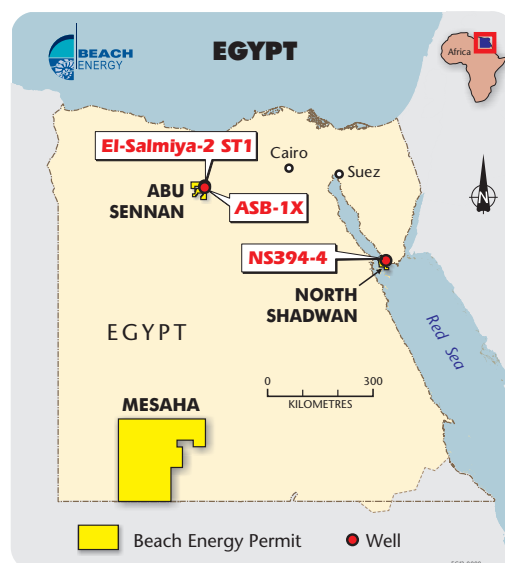 BEACH
ENERGY
EGYPT
Africa
El-Salmiya-2 ST1
Cairo
Suez
ABU
SENNAN
ASB-1X
NS394-4
NORTH
SHADWAN
EGYPT
Red Sea
0 300
KILOMETRES
MESAHA
Beach Energy Permit
Well